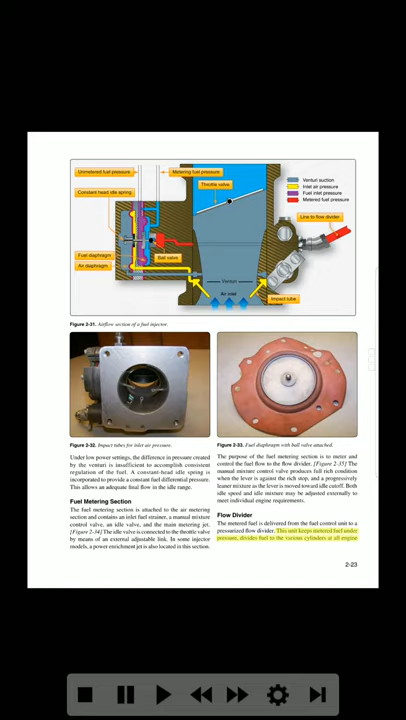 Unmetered fuel pressure
Metering fuel pressure
Throttle valve
Constant head idle spring
Venturi suction
Inlet air pressure
Fuel inlet pressure
Metered fuel pressure
Line to flow divider
Fuel diaphragm
Air diaphragm
Ball valve
Venturi
Air inlet
Impact tube
Figure 2-31. Airflow section of a fuel injector.
Figure 2-32. Impact tubes for inlet air pressure.
Under low power settings, the difference in pressure created
by the venturi is insufficient to accomplish consistent
regulation of the fuel. A constant-head idle spring is
incorporated to provide a constant fuel differential pressure.
This allows an adequate final flow in the idle range.
Fuel Metering Section
The fuel metering section is attached to the air metering
section and contains an inlet fuel strainer, a manual mixture
control valve, an idle valve, and the main metering jet.
[Figure 2-34] The idle valve is connected to the throttle valve
by means of an external adjustable link. In some injector
models, a power enrichment jet is also located in this section.
Figure 2-33. Fuel diaphragm with ball valve attached.
The purpose of the fuel metering section is to meter and
control the fuel flow to the flow divider. [Figure 2-35] The
manual mixture control valve produces full rich condition
when the lever is against the rich stop, and a progressively
leaner mixture as the lever is moved toward idle cutoff. Both
idle speed and idle mixture may be adjusted externally to
meet individual engine requirements.
Flow Divider
The metered fuel is delivered from the fuel control unit to a
pressurized flow divider. This unit keeps metered fuel under
pressure, divides fuel to the various cylinders at all engine
2-23